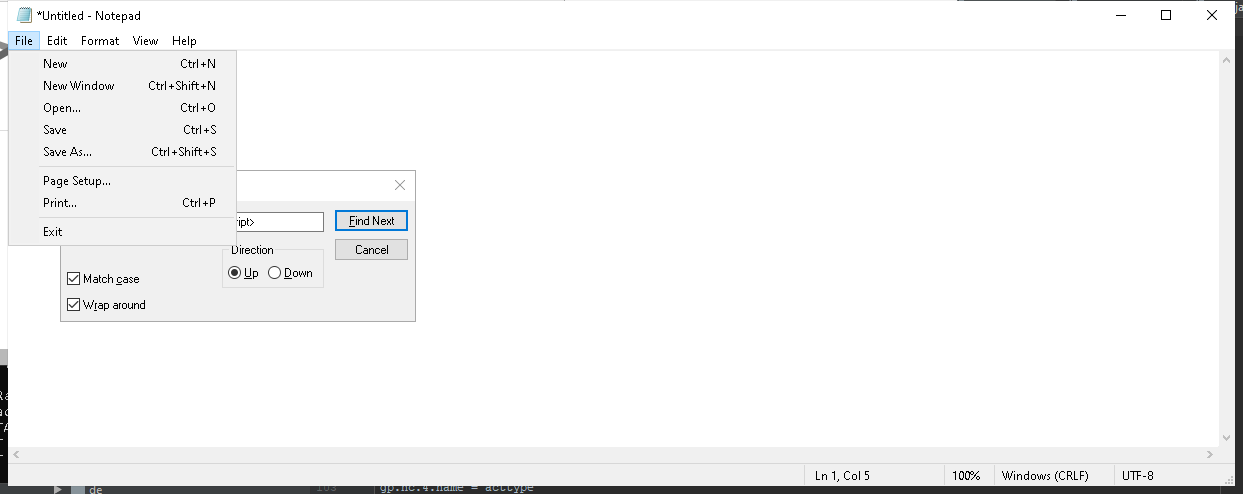 *Untitled - Notepad
File Edit Format View Help
New Ctrl+N
New Window Ctrl+Shift+N
Open... Ctrl+O
Save Ctrl+S
Save As... Ctrl+Shift+S
Page Setup...
Print... Ctrl+P
Exit
ript>
Find Next
Direction
Cancel
Up Down
Match case
Wrap around
Ln 1, Col 5
100%
Windows (CRLF)
UTF-8
de
gp.nc.4.name = acttype